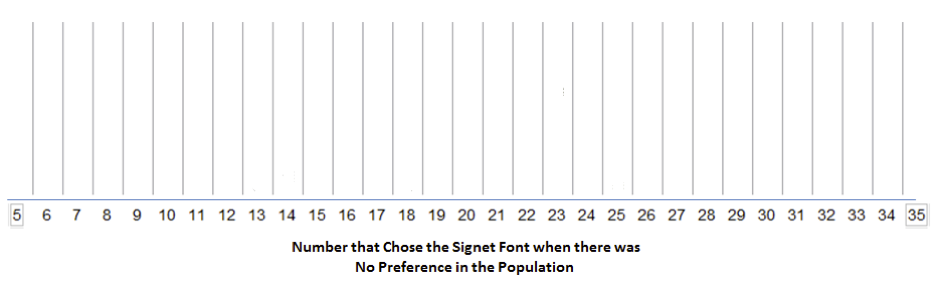 5 6 7 8 9 10 11 12 13 14 15 16 17 18 19 20 21 22 23 24 25 26 27 28 29 30 31 32 33 34 35
Number that Chose the Signet Font when there was
No Preference in the Population